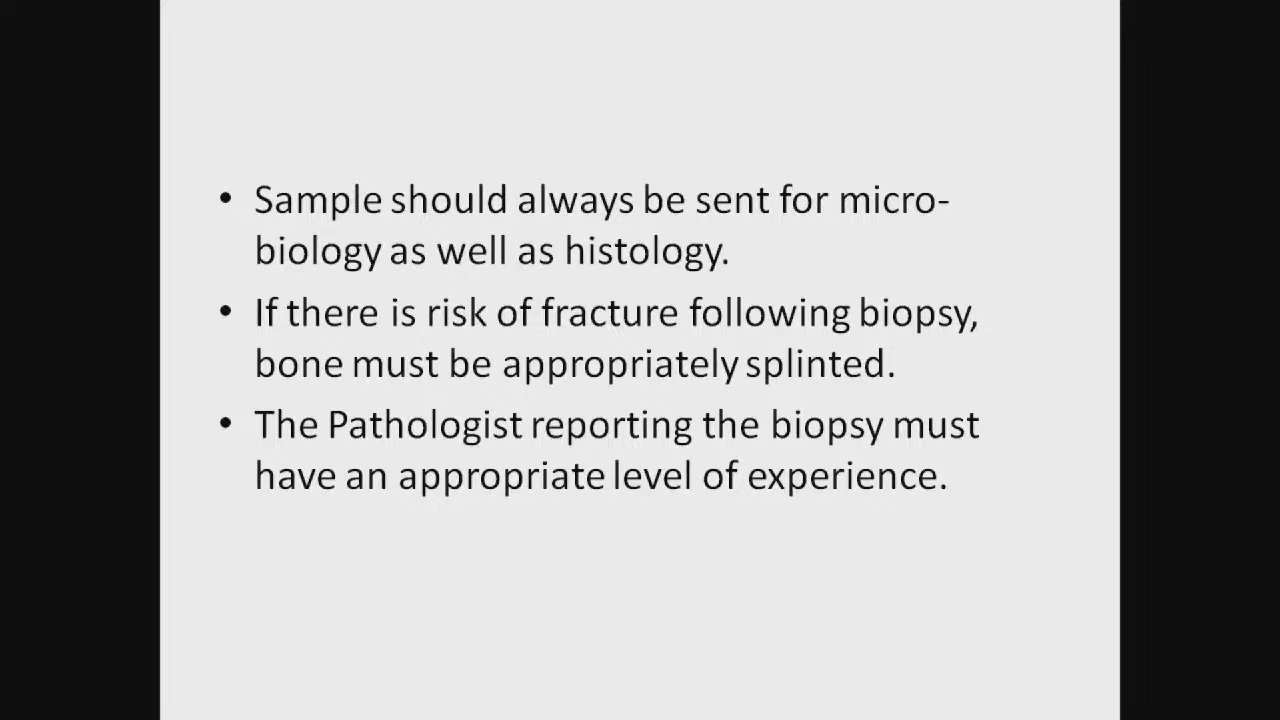 • Sample should always be sent for micro-
biology as well as histology.
• If there is risk of fracture following biopsy,
bone must be appropriately splinted.
• The Pathologist reporting the biopsy must
have an appropriate level of experience.